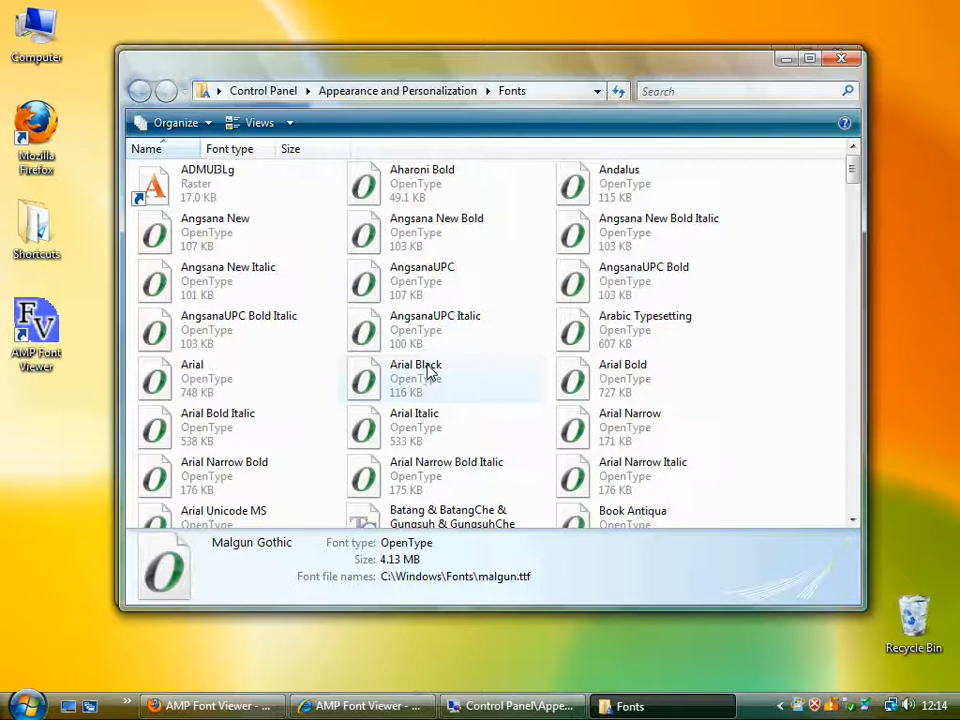 Computer
Mozilla
Firefox
Shortcuts
FV
AMP Font
Viewer
Control Panel
Appearance and Personalization
Fonts
Search
Organize
Views
Name
Font type
Size
ADMUI3Lg
Raster
17.0 KB
Aharoni Bold
OpenType
49.1 KB
Andalus
OpenType
115 KB
Angsana New
OpenType
107 KB
Angsana New Bold
OpenType
103 KB
Angsana New Bold Italic
OpenType
103 KB
Angsana New Italic
OpenType
101 KB
AngsanaUPC
OpenType
107 KB
AngsanaUPC Bold
OpenType
103 KB
AngsanaUPC Bold Italic
OpenType
103 KB
AngsanaUPC Italic
OpenType
100 KB
Arabic Typesetting
OpenType
607 KB
Arial
OpenType
748 KB
Arial Black
OpenType
116 KB
Arial Bold
OpenType
727 KB
Arial Bold Italic
OpenType
538 KB
Arial Italic
OpenType
533 KB
Arial Narrow
OpenType
171 KB
Arial Narrow Bold
OpenType
176 KB
Arial Narrow Bold Italic
OpenType
175 KB
Arial Narrow Italic
OpenType
176 KB
Arial Unicode MS
OpenType
Batang & BatangChe &
Gungsuh & GungsuhChe
Book Antiqua
OpenType
Malgun Gothic
Font type: OpenType
Size: 4.13 MB
Font file names: C:\Windows\Fonts\malgun.ttf
Recycle Bin
AMP Font Viewer - ...
AMP Font Viewer - ...
Control Panel\Appe...
Fonts
12:14